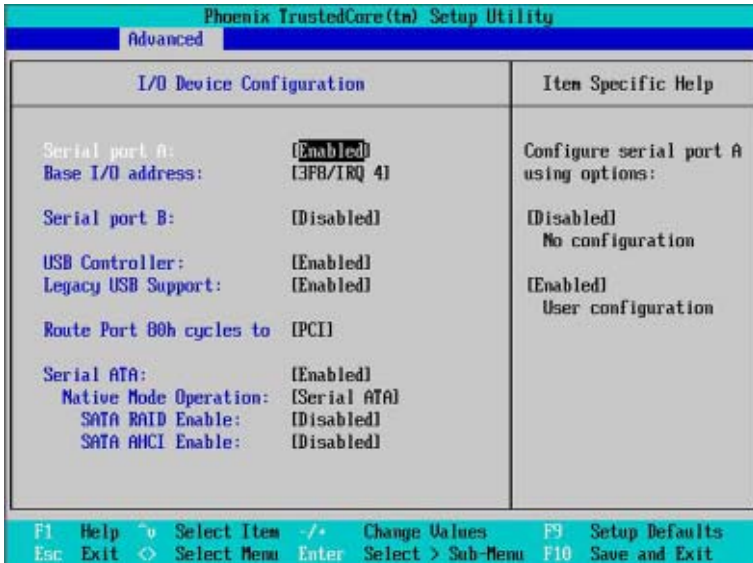 Phoenix TrustedCore(tm) Setup Utility
Advanced
I/O Device Configuration
Item Specific Help
Serial port A: [Enabled]
Base I/O address: [3F8/IRQ 4]
Serial port B: [Disabled]
USB Controller: [Enabled]
Legacy USB Support: [Enabled]
Route Port 80h cycles to [PCI]
Serial ATA: [Enabled]
Native Mode Operation: [Serial ATA]
SATA RAID Enable: [Disabled]
SATA AHCI Enable: [Disabled]
Configure serial port A
using options:
[Disabled]
No configuration
[Enabled]
User configuration
F1 Help ^v Select Item -/+ Change Values F9 Setup Defaults
Esc Exit <> Select Menu Enter Select > Sub-Menu F10 Save and Exit